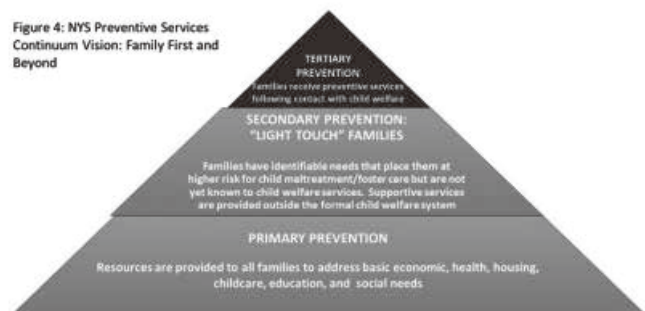 Figure 4: NYS Preventive Services
Continuum Vision: Family First and
Beyond
TERTIARY
PREVENTION
Families receive preventive services
following contact with child welfare
SECONDARY PREVENTION:
"LIGHT TOUCH" FAMILIES
Families have identifiable needs that place them at
higher risk for child maltreatment/foster care but are not
yet known to child welfare services. Supportive services
are provided outside the formal child welfare system
PRIMARY PREVENTION
Resources are provided to all families to address basic economic, health, housing,
childcare, education, and social needs